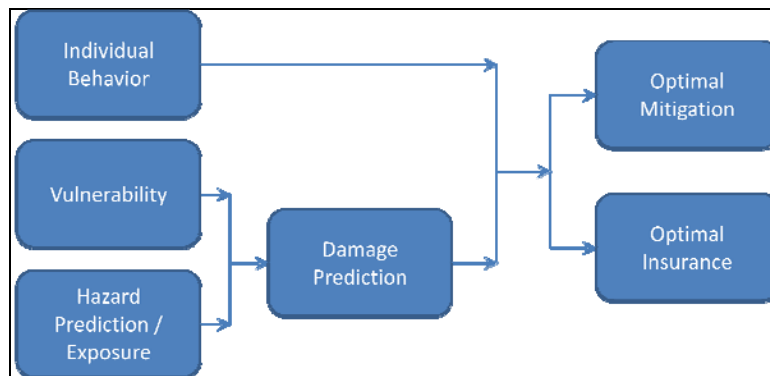 Individual
Behavior
Vulnerability
Hazard
Prediction /
Exposure
Damage
Prediction
Optimal
Mitigation
Optimal
Insurance